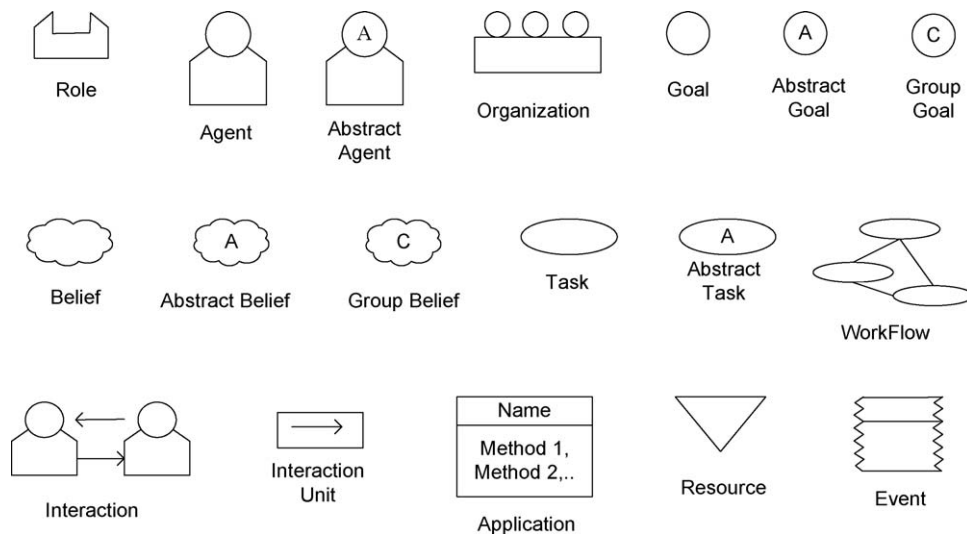 A
A
C
Role
Agent
Abstract
Agent
Organization
Goal
Abstract
Goal
Group
Goal
A
C
A
Belief
Abstract Belief
Group Belief
Task
Abstract
Task
WorkFlow
Name
Method 1,
Method 2,..
Interaction
Interaction
Unit
Application
Resource
Event